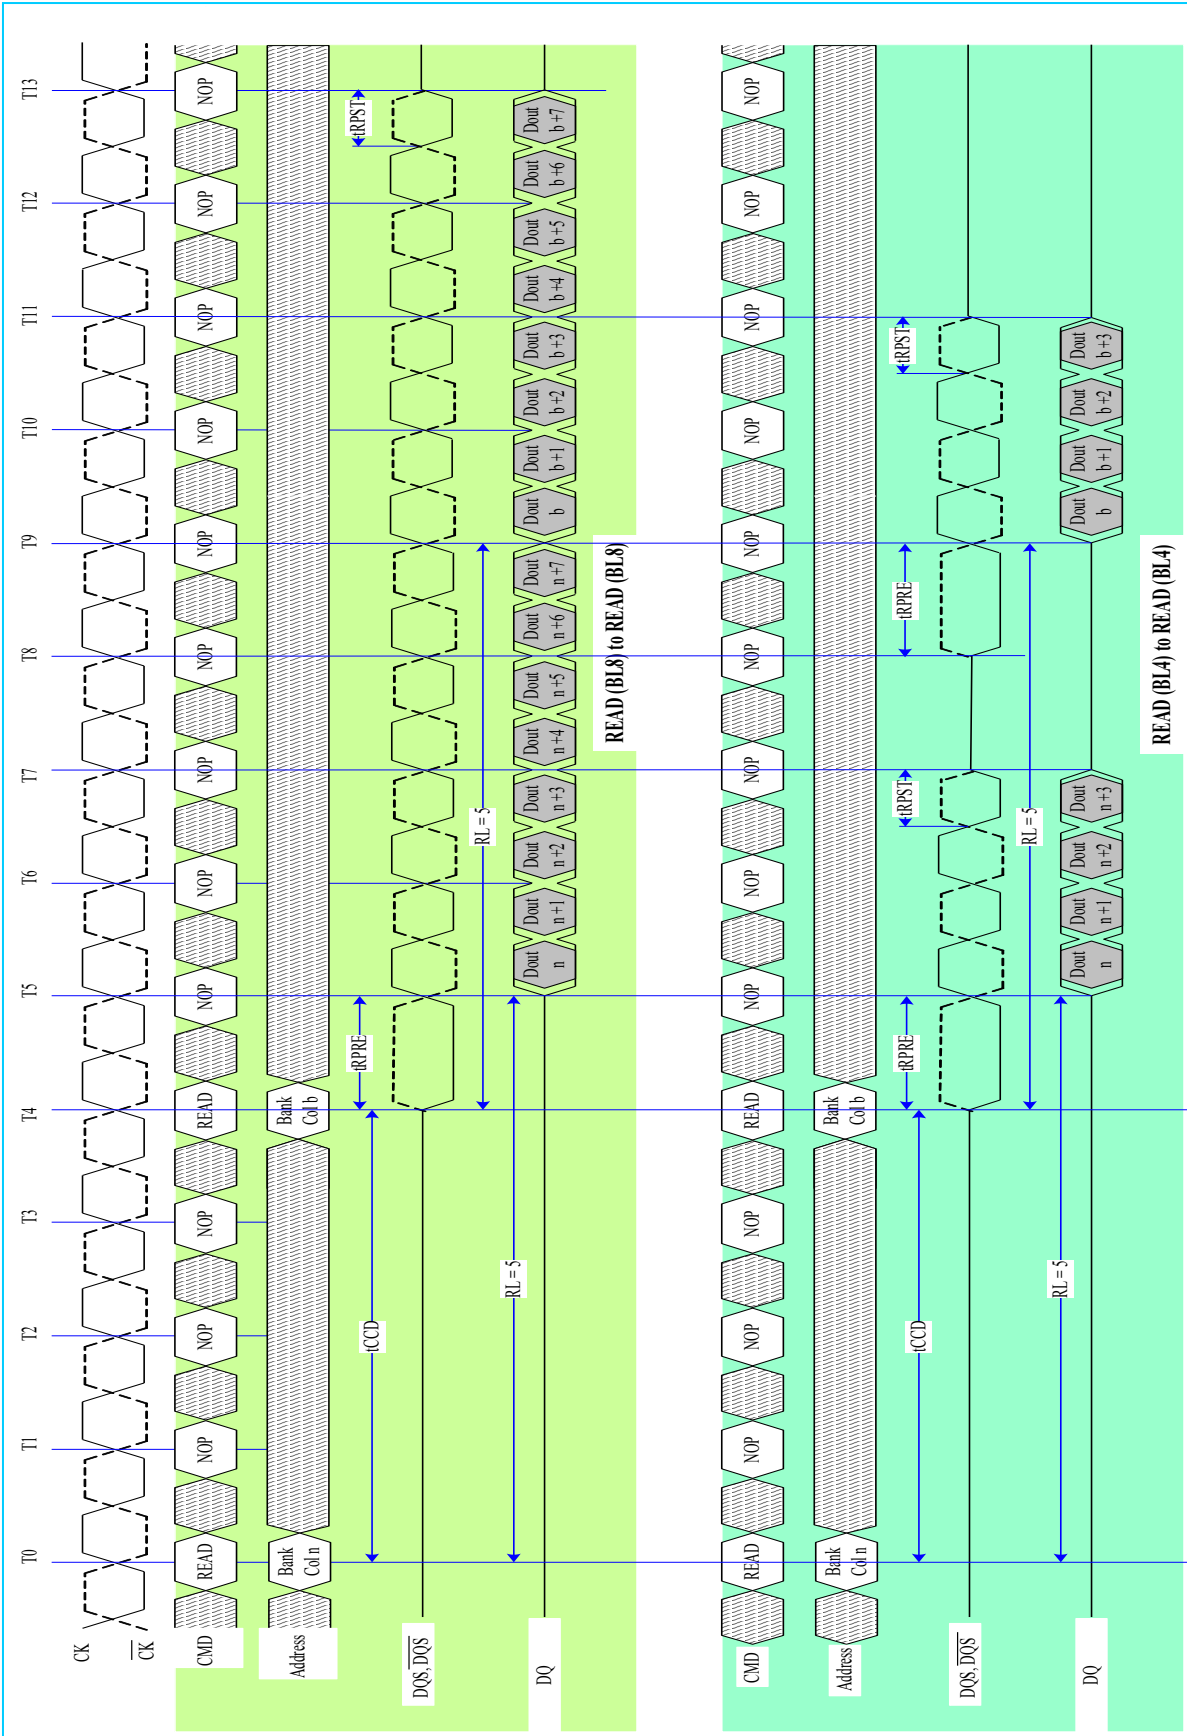 T0 T1 T2 T3 T4 T5 T6 T7 T8 T9 T10 T11 T12 T13
CK
CK
CMD READ NOP NOP NOP READ NOP NOP NOP NOP NOP NOP NOP NOP NOP
Address Bank Bank
Col n Col b
tRPRE tRPST
tCCD
DQS, DQS
RL = 5
RL = 5
DQ Dout Dout Dout Dout Dout Dout Dout Dout Dout Dout Dout Dout Dout Dout Dout Dout
n n+1 n+2 n+3 n+4 n+5 n+6 n+7 b b+1 b+2 b+3 b+4 b+5 b+6 b+7
READ (BL8) to READ (BL8)
CMD READ NOP NOP NOP READ NOP NOP NOP NOP NOP NOP NOP NOP NOP
Address Bank Bank
Col n Col b
tRPRE tRPST tRPRE tRPST
tCCD
DQS, DQS
RL = 5
RL = 5
DQ Dout Dout Dout Dout Dout Dout Dout Dout
n n+1 n+2 n+3 b b+1 b+2 b+3
READ (BL4) to READ (BL4)